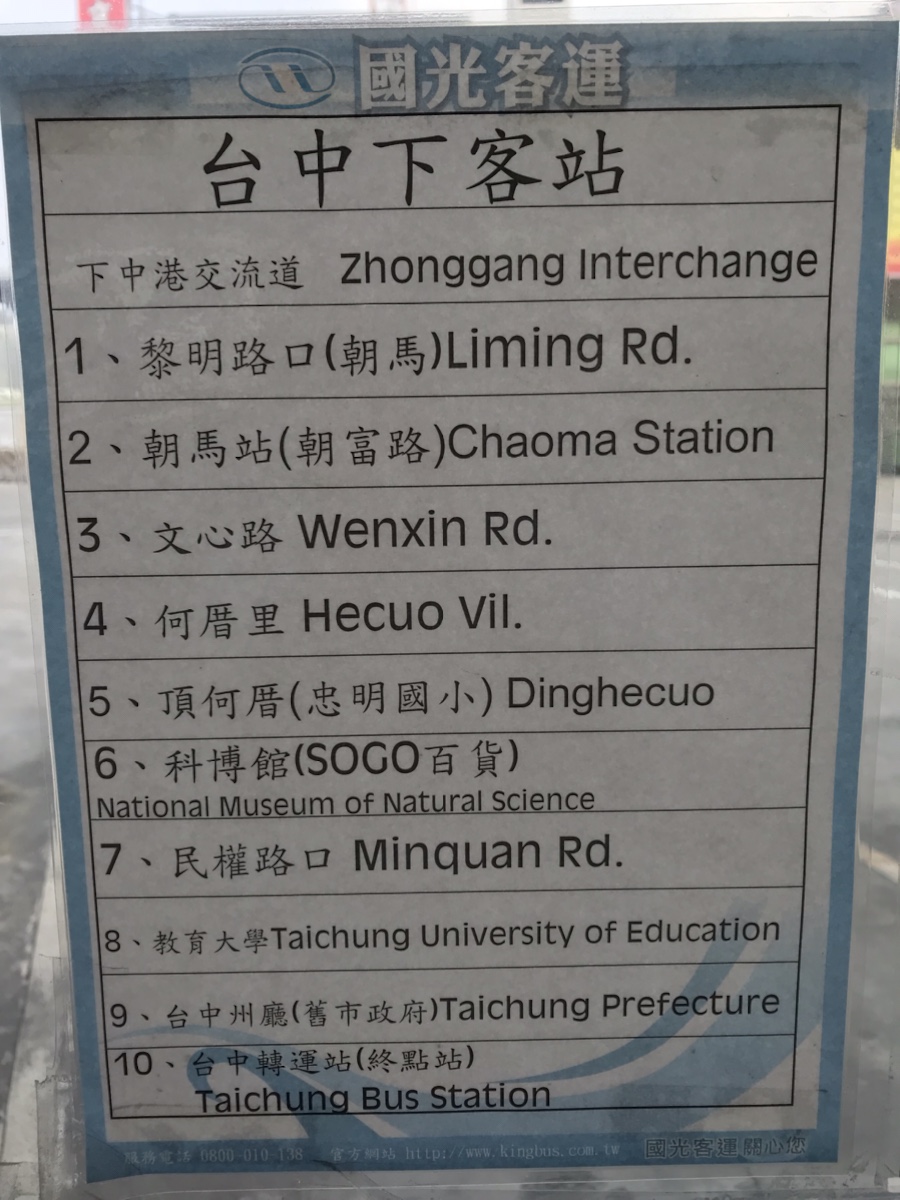 國光客運
台中下客站
下中港交流道 Zhonggang Interchange
1、黎明路口(朝馬)Liming Rd.
2、朝馬站(朝富路)Chaoma Station
3、文心路 Wenxin Rd.
4、何厝里 Hecuo Vil.
5、頂何厝(忠明國小) Dinghecuo
6、科博館(SOGO百貨)
National Museum of Natural Science
7、民權路口 Minquan Rd.
8、教育大學Taichung University of Education
9、台中州廳(舊市政府)Taichung Prefecture
10、台中轉運站(終點站)
Taichung Bus Station
服務電話 0800-010-138 官方網站 http://www.kingbus.com.tw 國光客運 關心您